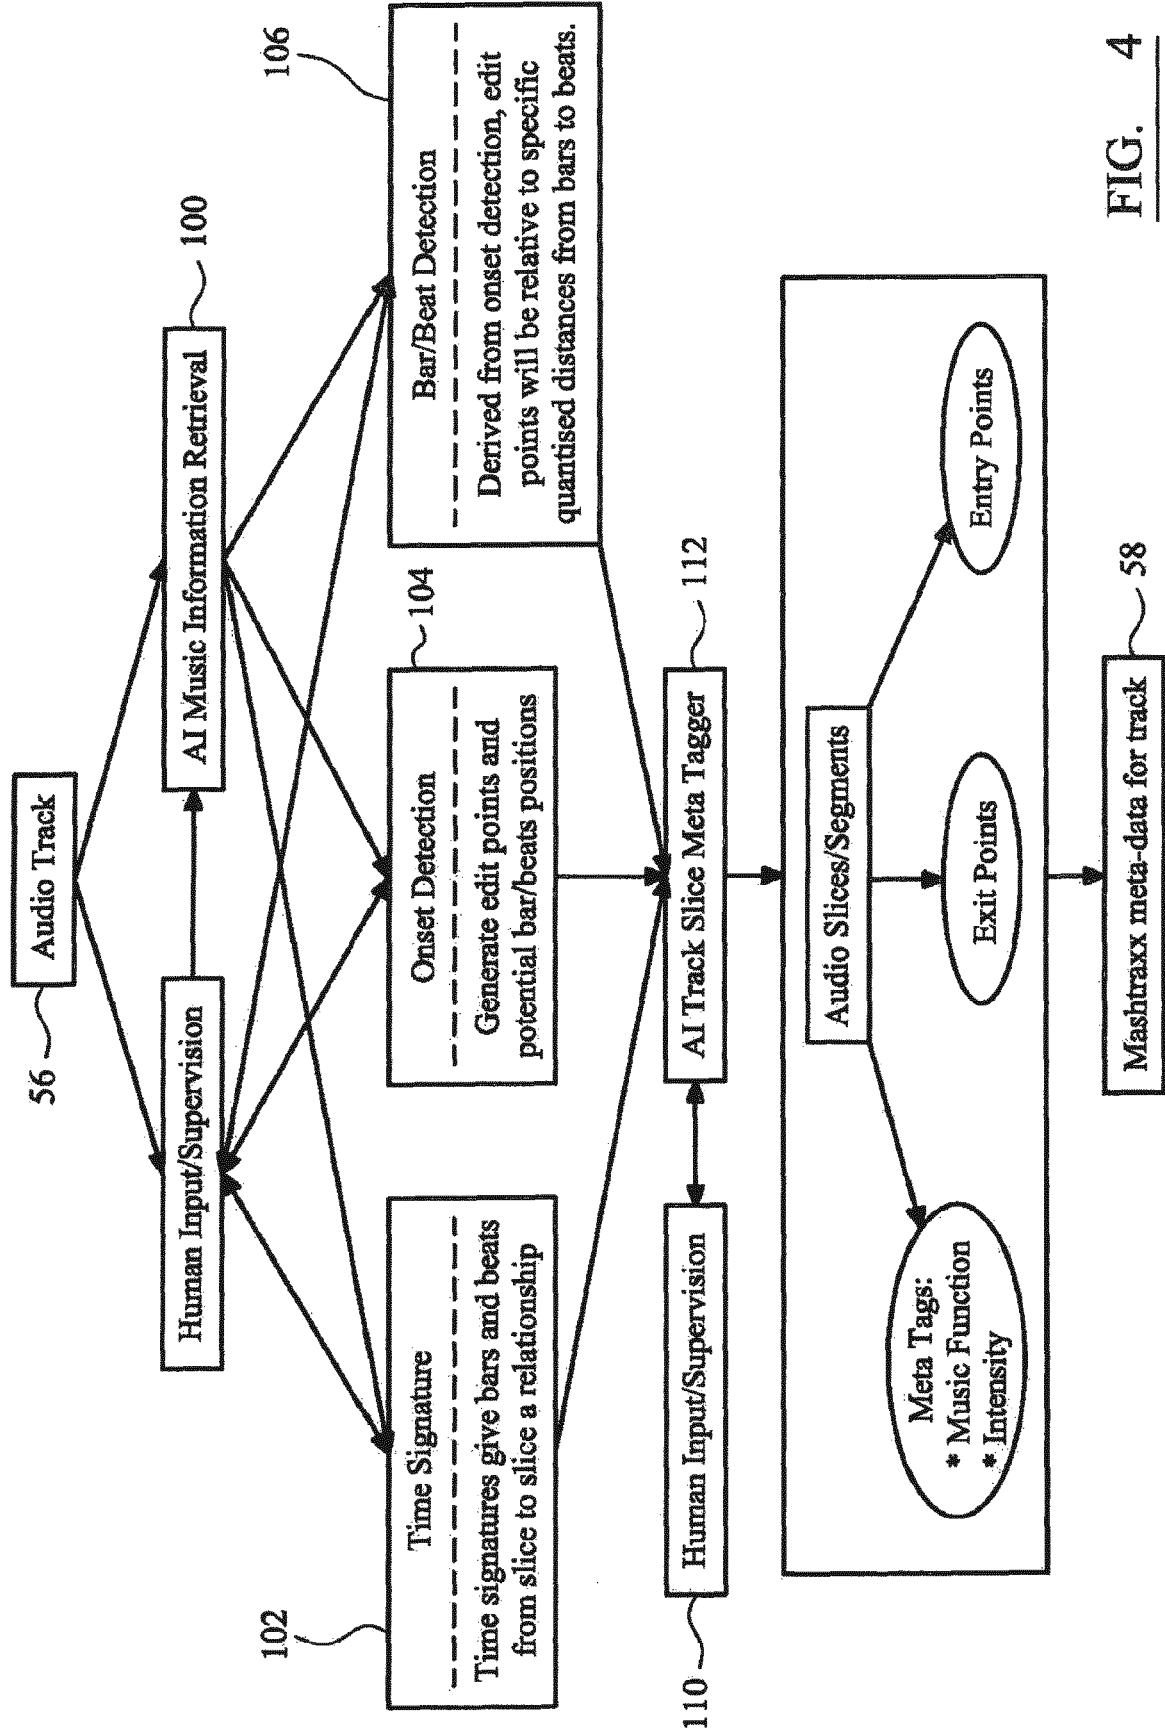 Audio Track
56
Human Input/Supervision
AI Music Information Retrieval
100
102
Time Signature
Time signatures give bars and beats
from slice to slice a relationship
104
Onset Detection
Generate edit points and
potential bar/beats positions
106
Bar/Beat Detection
Derived from onset detection, edit
points will be relative to specific
quantised distances from bars to beats.
110
Human Input/Supervision
AI Track Slice Meta Tagger
112
Audio Slices/Segments
Meta Tags:
* Music Function
* Intensity
Exit Points
Entry Points
Mashtraxx meta-data for track
58
FIG. 4